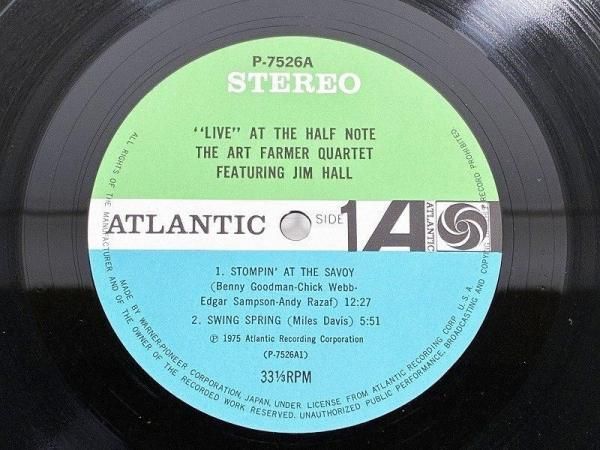 P-7526A
STEREO
"LIVE" AT THE HALF NOTE
THE ART FARMER QUARTET
FEATURING JIM HALL
ATLANTIC
SIDE 1A
ATLANTIC
1. STOMPIN' AT THE SAVOY
(Benny Goodman-Chick Webb-
Edgar Sampson-Andy Razaf) 12:27
2. SWING SPRING (Miles Davis) 5:51
Ⓟ 1975 Atlantic Recording Corporation
(P-7526A1)
33⅓RPM
MADE BY WARNER-PIONEER CORPORATION, JAPAN, UNDER LICENSE FROM ATLANTIC RECORDING CORP. U.S.A.
ALL RIGHTS OF THE MANUFACTURER AND OF THE OWNER OF THE RECORDED WORK RESERVED. UNAUTHORIZED PUBLIC PERFORMANCE, BROADCASTING AND COPYING RECORD PROHIBITED.